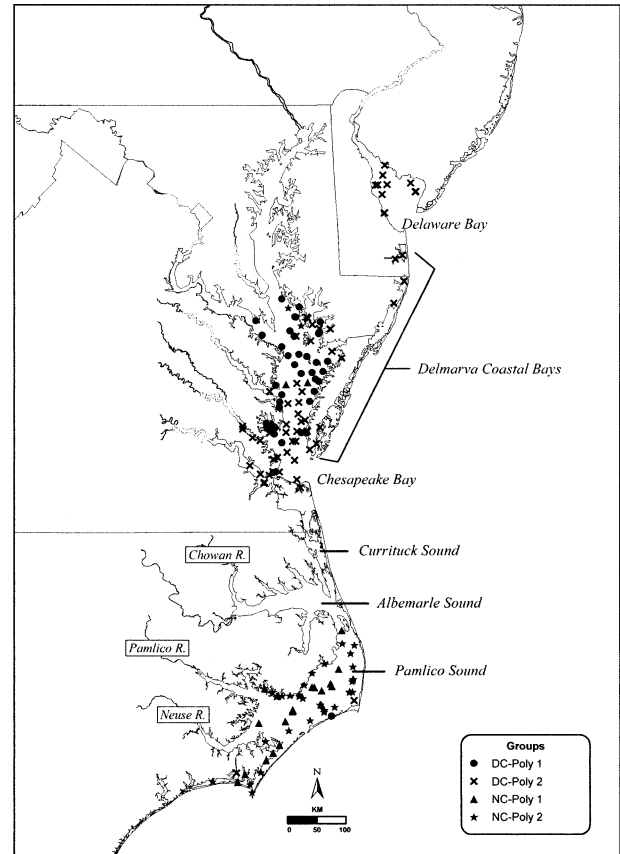 Delaware Bay
Delmarva Coastal Bays
Chesapeake Bay
Chowan R.
Currituck Sound
Albemarle Sound
Pamlico R.
Pamlico Sound
Neuse R.
Groups
DC-Poly 1
DC-Poly 2
NC-Poly 1
NC-Poly 2
N
KM
0 50 100